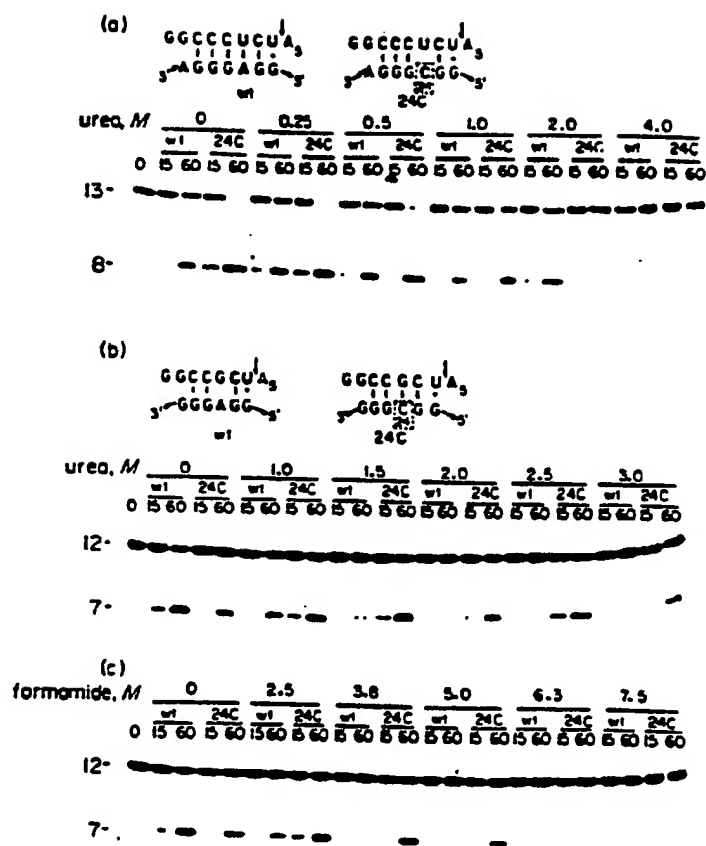 (a)
GGCCCUCUA5 GGCCCUCUA5
3' AGGGAGG 5' 3' AGGGCGG 5'
wt 24C
urea, M 0 0.25 0.5 1.0 2.0 4.0
wt 24C wt 24C wt 24C wt 24C wt 24C wt 24C
0 15 60 15 60 15 60 15 60 15 60 15 60 15 60 15 60 15 60 15 60 15 60 15 60
13-
8-
(b)
GGCCGCUA5 GGCCGCUA5
3' GGGAGG 5' 3' GGGCGG 5'
wt 24C
urea, M 0 1.0 1.5 2.0 2.5 3.0
wt 24C wt 24C wt 24C wt 24C wt 24C wt 24C
0 15 60 15 60 15 60 15 60 15 60 15 60 15 60 15 60 15 60 15 60 15 60 15 60
12-
7-
(c)
formamide, M 0 2.5 3.8 5.0 6.3 7.5
wt 24C wt 24C wt 24C wt 24C wt 24C wt 24C
0 15 60 15 60 15 60 15 60 15 60 15 60 15 60 15 60 15 60 15 60 15 60 15 60
12-
7-